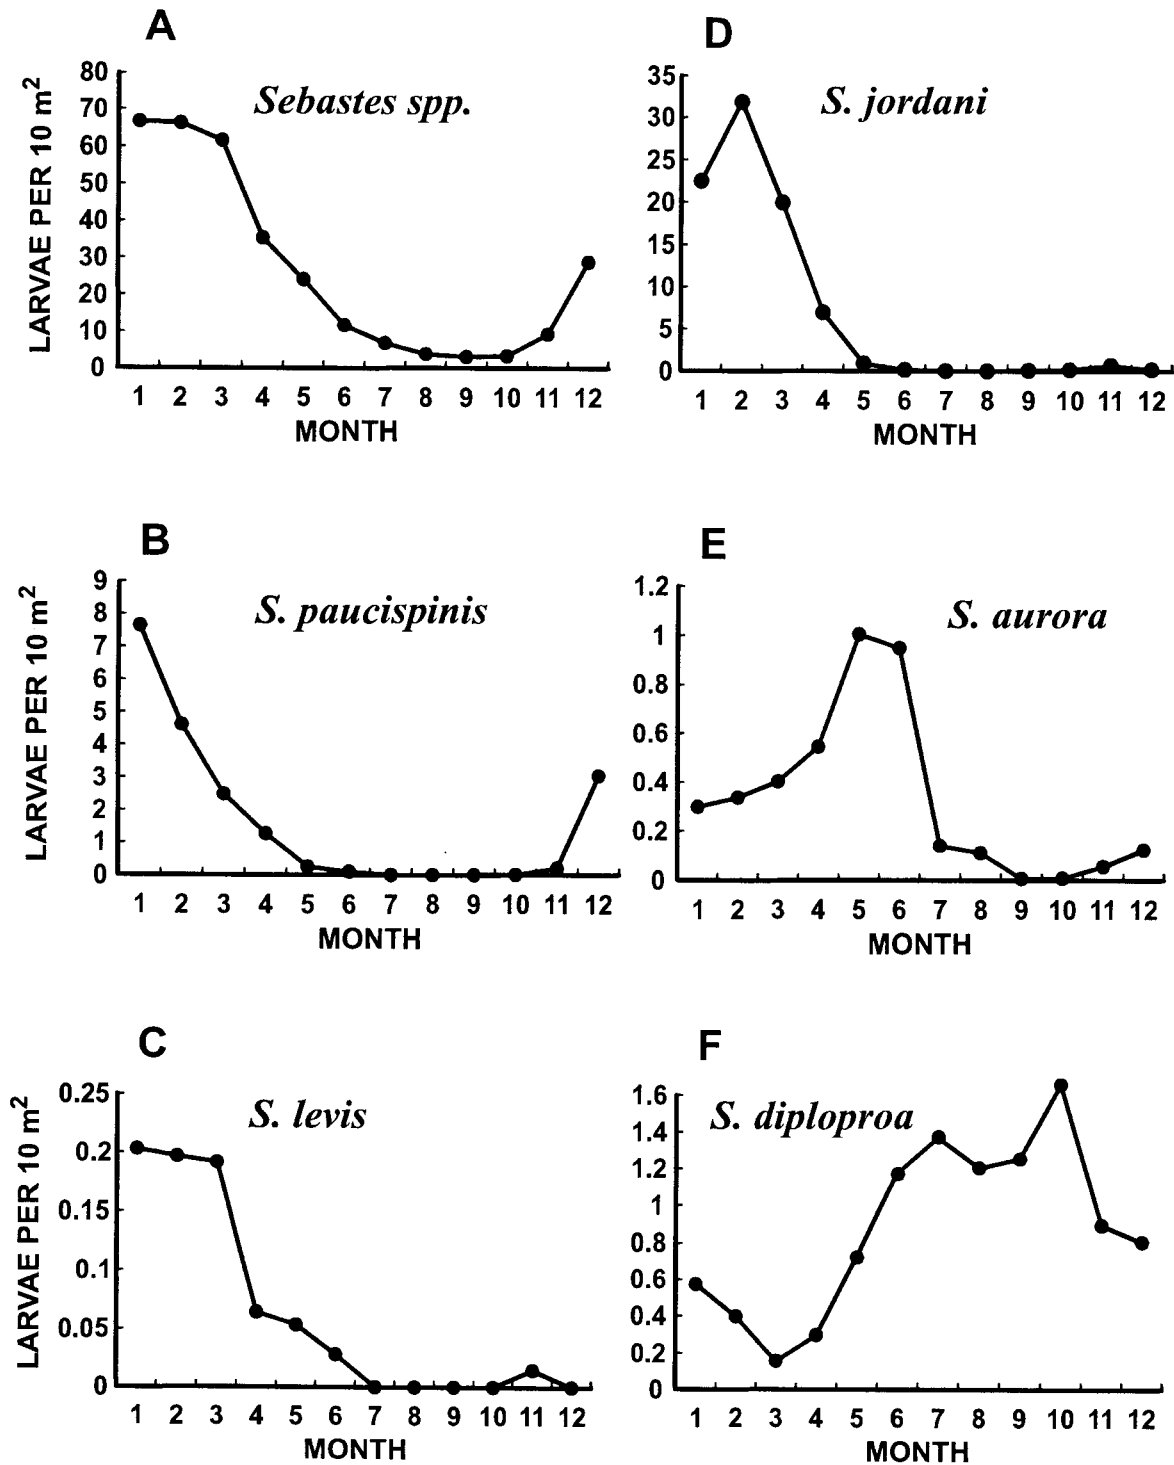 A
Sebastes spp.
LARVAE PER 10 m2
80
70
60
50
40
30
20
10
0
1 2 3 4 5 6 7 8 9 10 11 12
MONTH
D
S. jordani
35
30
25
20
15
10
5
0
1 2 3 4 5 6 7 8 9 10 11 12
MONTH
B
S. paucispinis
LARVAE PER 10 m2
9
8
7
6
5
4
3
2
1
0
1 2 3 4 5 6 7 8 9 10 11 12
MONTH
E
S. aurora
1.2
1
0.8
0.6
0.4
0.2
0
1 2 3 4 5 6 7 8 9 10 11 12
MONTH
C
S. levis
LARVAE PER 10 m2
0.25
0.2
0.15
0.1
0.05
0
1 2 3 4 5 6 7 8 9 10 11 12
MONTH
F
S. diploproa
1.6
1.4
1.2
1
0.8
0.6
0.4
0.2
0
1 2 3 4 5 6 7 8 9 10 11 12
MONTH